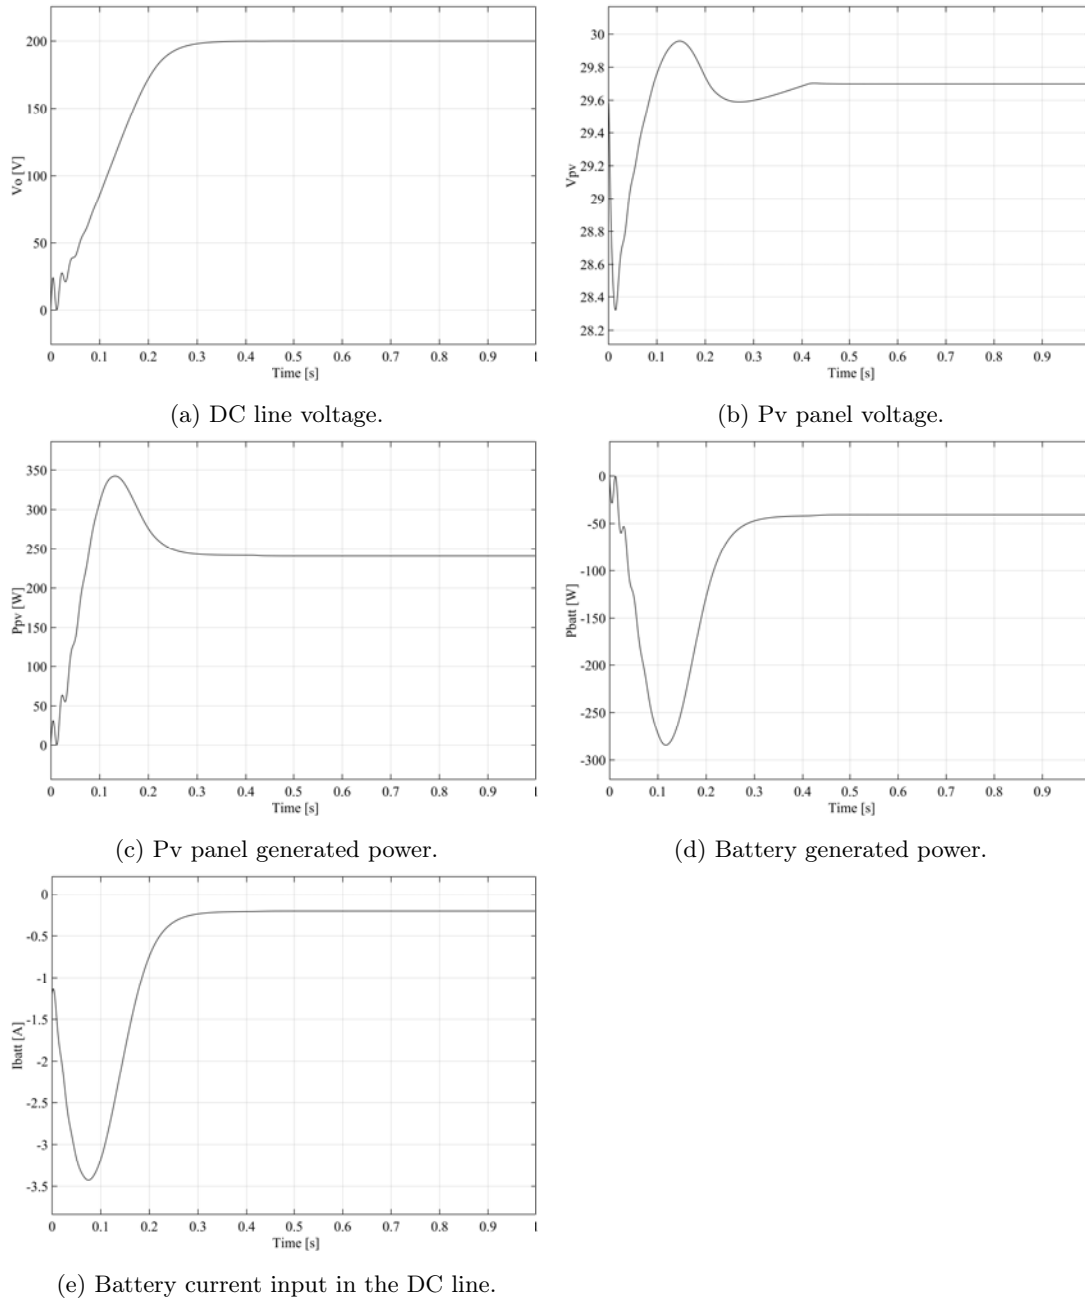 200
150
100
50
0
Vo [V]
0 0.1 0.2 0.3 0.4 0.5 0.6 0.7 0.8 0.9 1
Time [s]
(a) DC line voltage.
30
29.8
29.6
29.4
29.2
29
28.8
28.6
28.4
28.2
Vpv
0 0.1 0.2 0.3 0.4 0.5 0.6 0.7 0.8 0.9
Time [s]
(b) Pv panel voltage.
350
300
250
200
150
100
50
0
Ppv [W]
0 0.1 0.2 0.3 0.4 0.5 0.6 0.7 0.8 0.9 1
Time [s]
(c) Pv panel generated power.
0
-50
-100
-150
-200
-250
-300
Pbatt [W]
0 0.1 0.2 0.3 0.4 0.5 0.6 0.7 0.8 0.9
Time [s]
(d) Battery generated power.
0
-0.5
-1
-1.5
-2
-2.5
-3
-3.5
Ibatt [A]
0 0.1 0.2 0.3 0.4 0.5 0.6 0.7 0.8 0.9 1
Time [s]
(e) Battery current input in the DC line.